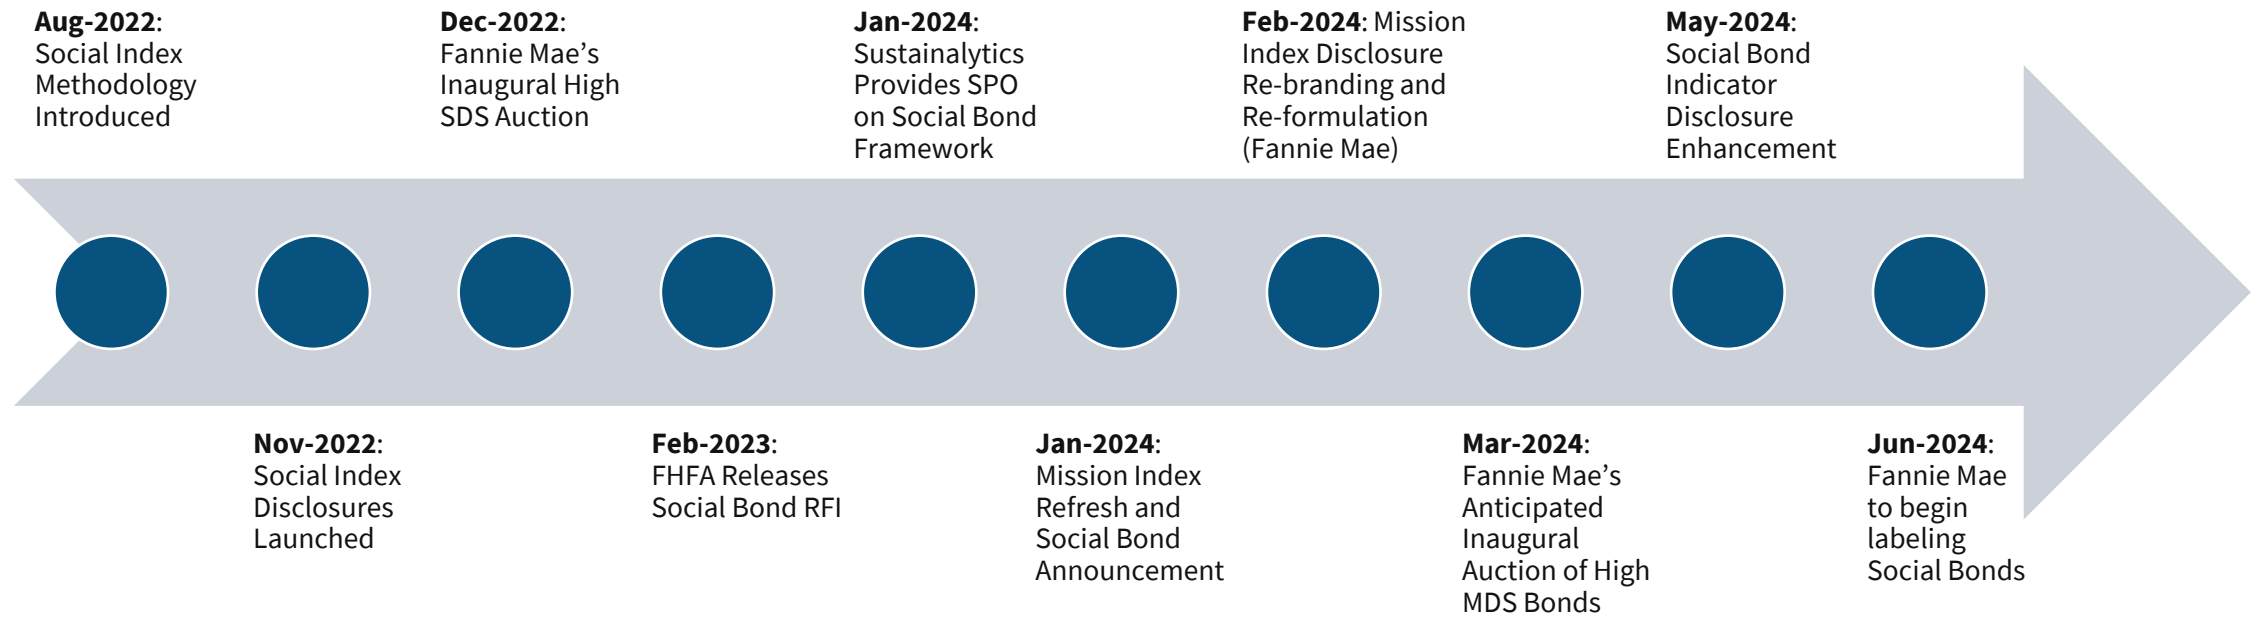 Aug-2022:
Social Index
Methodology
Introduced
Dec-2022:
Fannie Mae’s
Inaugural High
SDS Auction
Jan-2024:
Sustainalytics
Provides SPO
on Social Bond
Framework
Feb-2024: Mission
Index Disclosure
Re-branding and
Re-formulation
(Fannie Mae)
May-2024:
Social Bond
Indicator
Disclosure
Enhancement
Nov-2022:
Social Index
Disclosures
Launched
Feb-2023:
FHFA Releases
Social Bond RFI
Jan-2024:
Mission Index
Refresh and
Social Bond
Announcement
Mar-2024:
Fannie Mae’s
Anticipated
Inaugural
Auction of High
MDS Bonds
Jun-2024:
Fannie Mae
to begin
labeling
Social Bonds